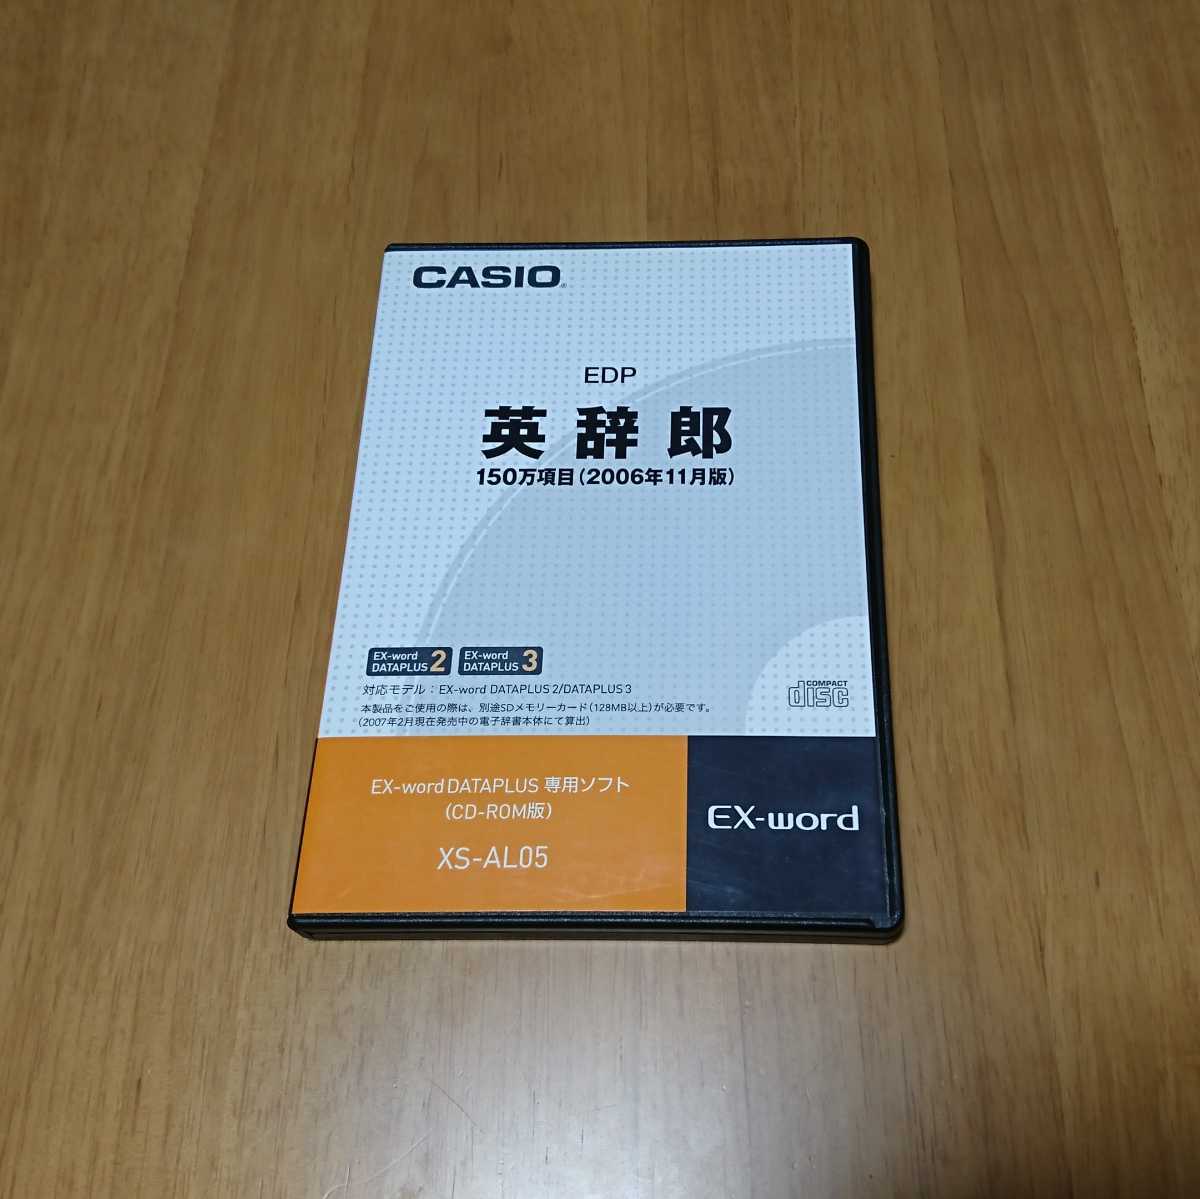 CASIO®
EDP
英辞郎
150万項目(2006年11月版)
EX-word DATAPLUS 2
EX-word DATAPLUS 3
対応モデル：EX-word DATAPLUS 2/DATAPLUS 3
本製品をご使用の際は、別途SDメモリーカード(128MB以上)が必要です。
(2007年2月現在発売中の電子辞書本体にて算出)
COMPACT disc
EX-word DATAPLUS 専用ソフト
(CD-ROM版)
XS-AL05
EX-word